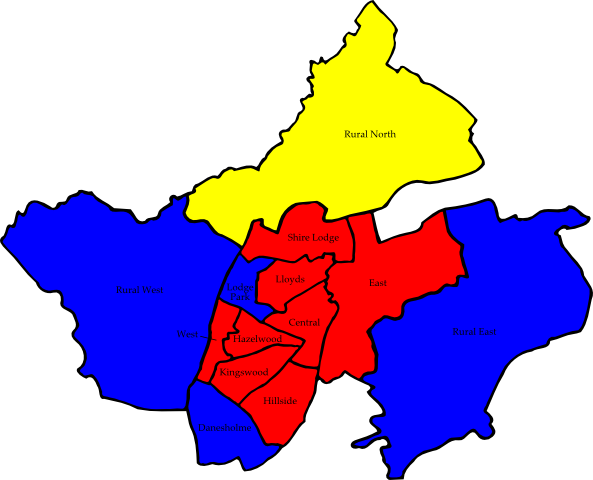 Rural North
Shire Lodge
Lloyds
East
Rural West
Lodge
Park
Central
Rural East
West
Hazelwood
Kingswood
Hillside
Danesholme